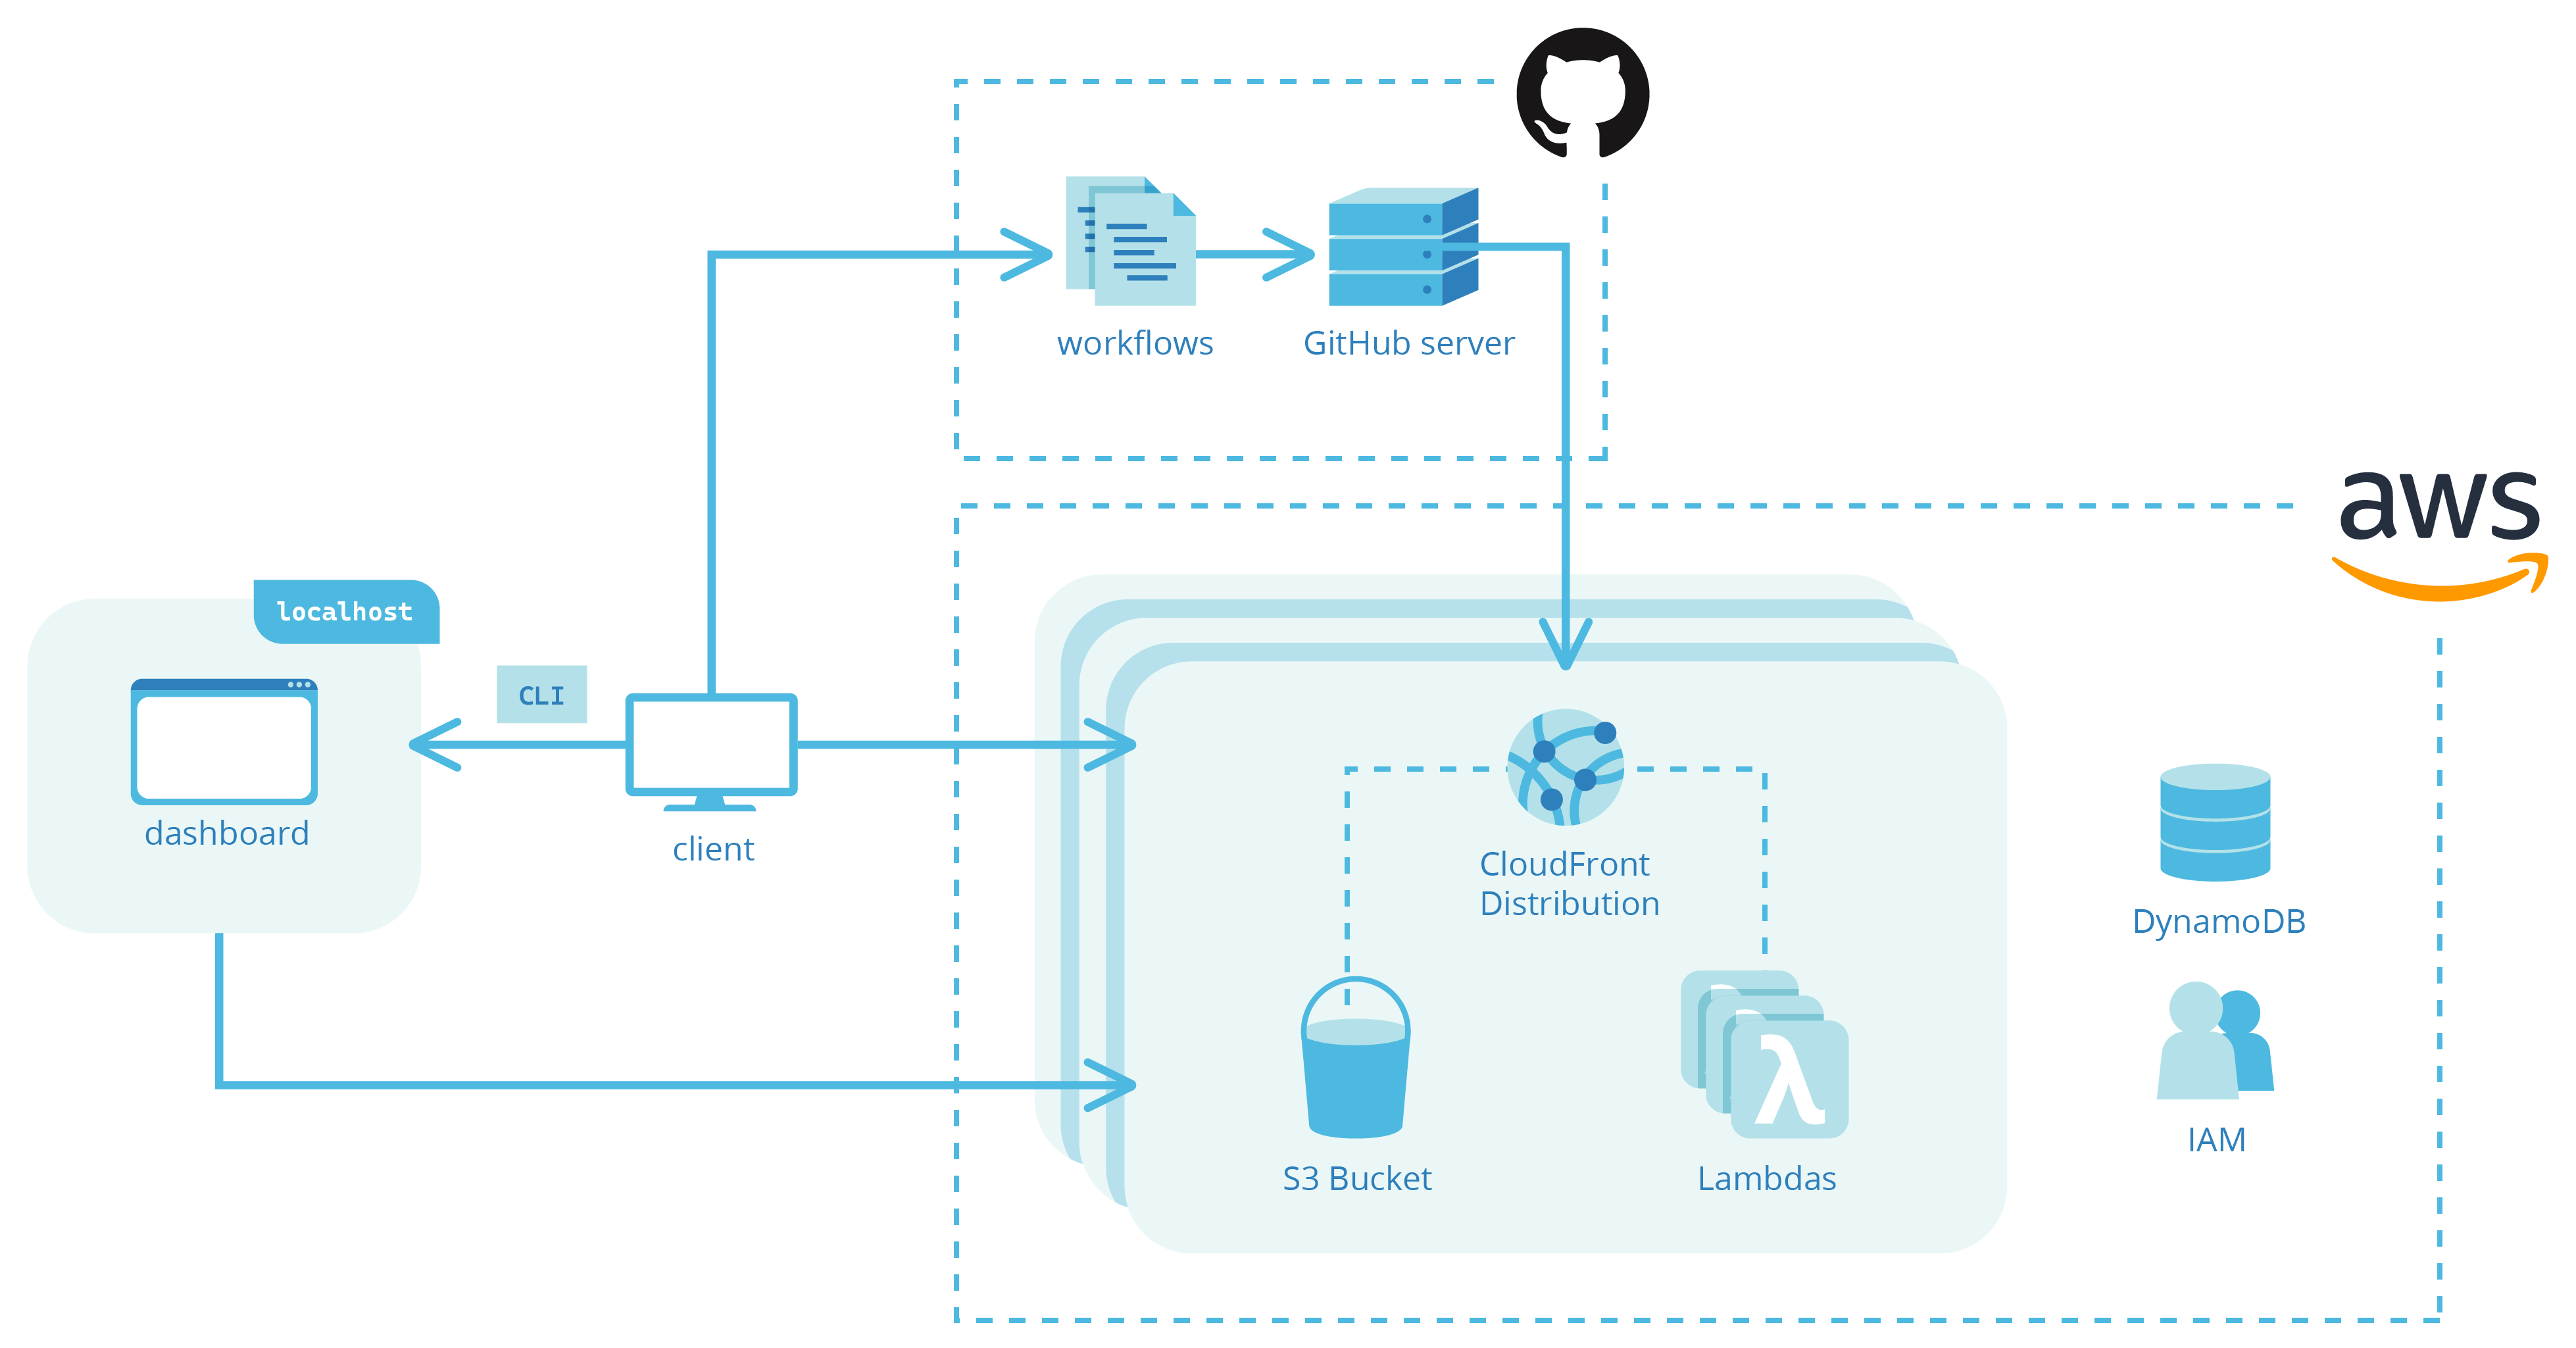 workflows
GitHub server
aws
localhost
CLI
dashboard
client
CloudFront
Distribution
DynamoDB
S3 Bucket
λ
Lambdas
IAM